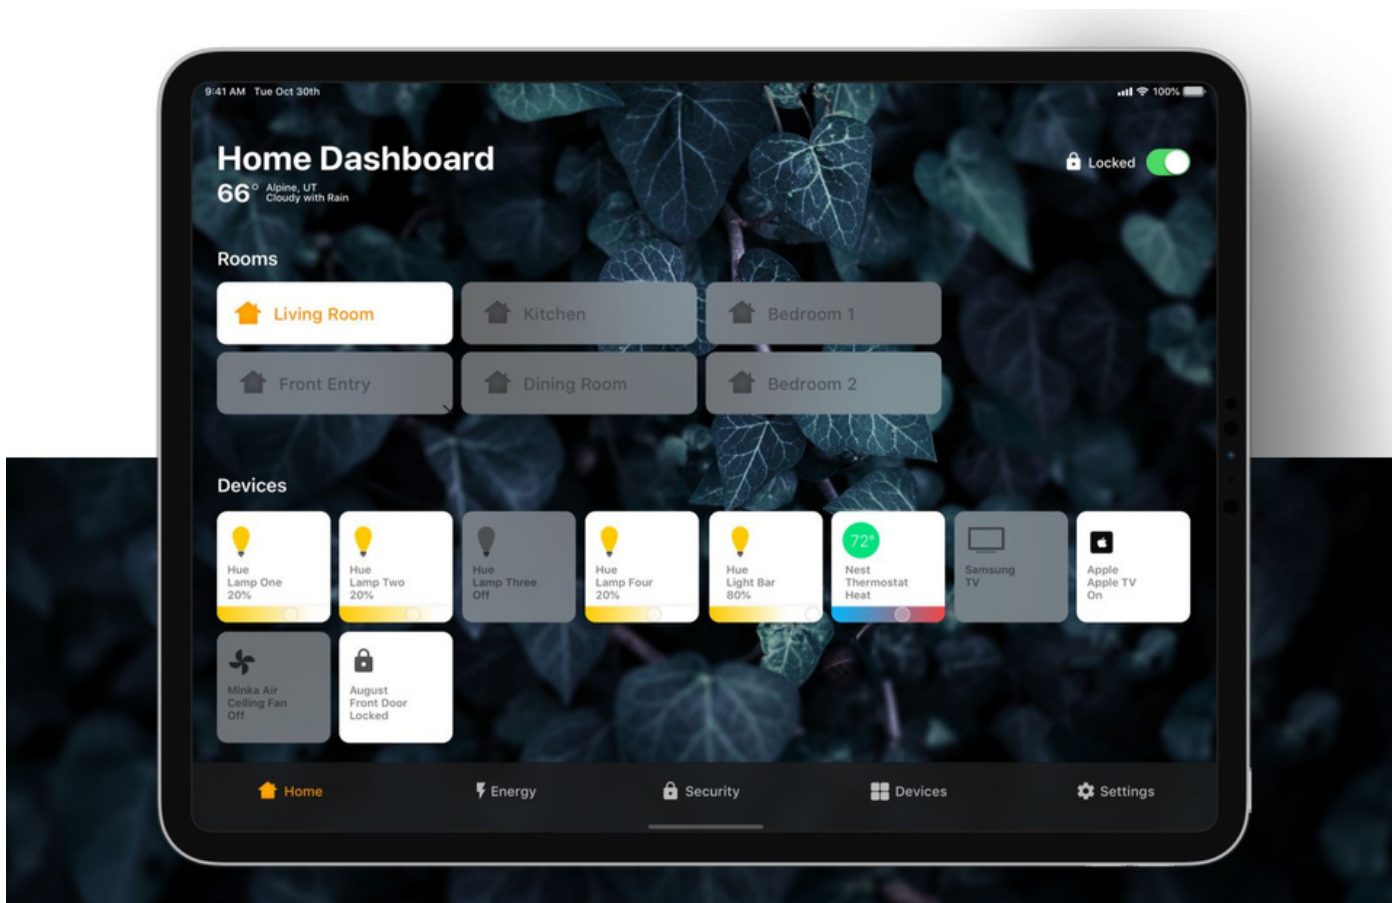 9:41 AM Tue Oct 30th
100%
Home Dashboard
Locked
66° Alpine, UT
Cloudy with Rain
Rooms
Living Room
Kitchen
Bedroom 1
Front Entry
Dining Room
Bedroom 2
Devices
Hue
Lamp One
20%
Hue
Lamp Two
20%
Hue
Lamp Three
Off
Hue
Lamp Four
20%
Hue
Light Bar
80%
72°
Nest
Thermostat
Heat
Samsung
TV
Apple
Apple TV
On
Minka Air
Ceiling Fan
Off
August
Front Door
Locked
Home
Energy
Security
Devices
Settings